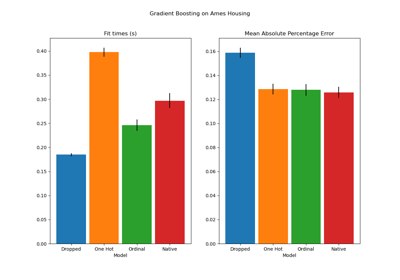 Gradient Boosting on Ames Housing
Fit times (s)
0.40
0.35
0.30
0.25
0.20
0.15
0.10
0.05
0.00
Dropped One Hot Ordinal Native
Model
Mean Absolute Percentage Error
0.16
0.14
0.12
0.10
0.08
0.06
0.04
0.02
0.00
Dropped One Hot Ordinal Native
Model